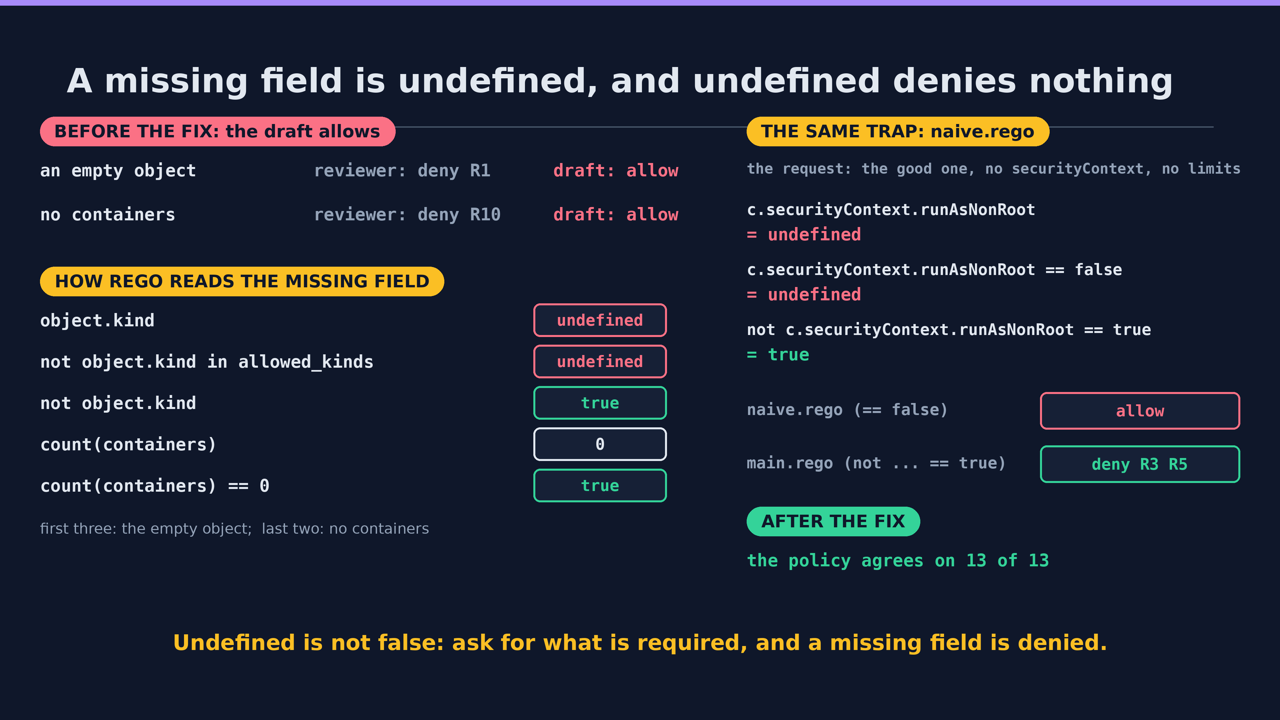 A missing field is undefined, and undefined denies nothing
BEFORE THE FIX: the draft allows
an empty object reviewer: deny R1 draft: allow
no containers reviewer: deny R10 draft: allow
HOW REGO READS THE MISSING FIELD
object.kind undefined
not object.kind in allowed_kinds undefined
not object.kind true
count(containers) 0
count(containers) == 0 true
first three: the empty object; last two: no containers
THE SAME TRAP: naive.rego
the request: the good one, no securityContext, no limits
c.securityContext.runAsNonRoot
= undefined
c.securityContext.runAsNonRoot == false
= undefined
not c.securityContext.runAsNonRoot == true
= true
naive.rego (== false) allow
main.rego (not ... == true) deny R3 R5
AFTER THE FIX
the policy agrees on 13 of 13
Undefined is not false: ask for what is required, and a missing field is denied.